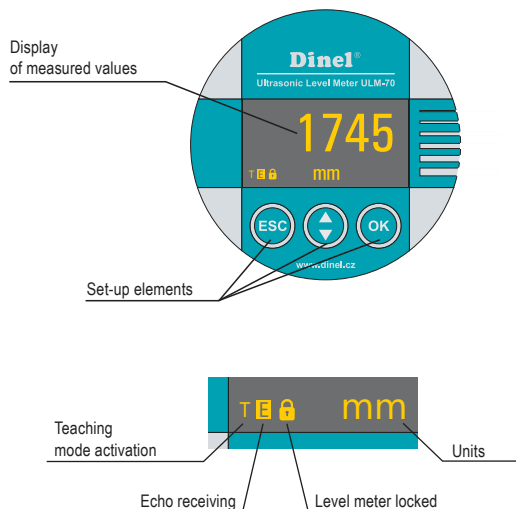 Display
of measured values
Dinel®
Ultrasonic Level Meter ULM-70
1745
T E mm
ESC OK
www.dinel.cz
Set-up elements
T E mm
Teaching
mode activation
Units
Echo receiving
Level meter locked